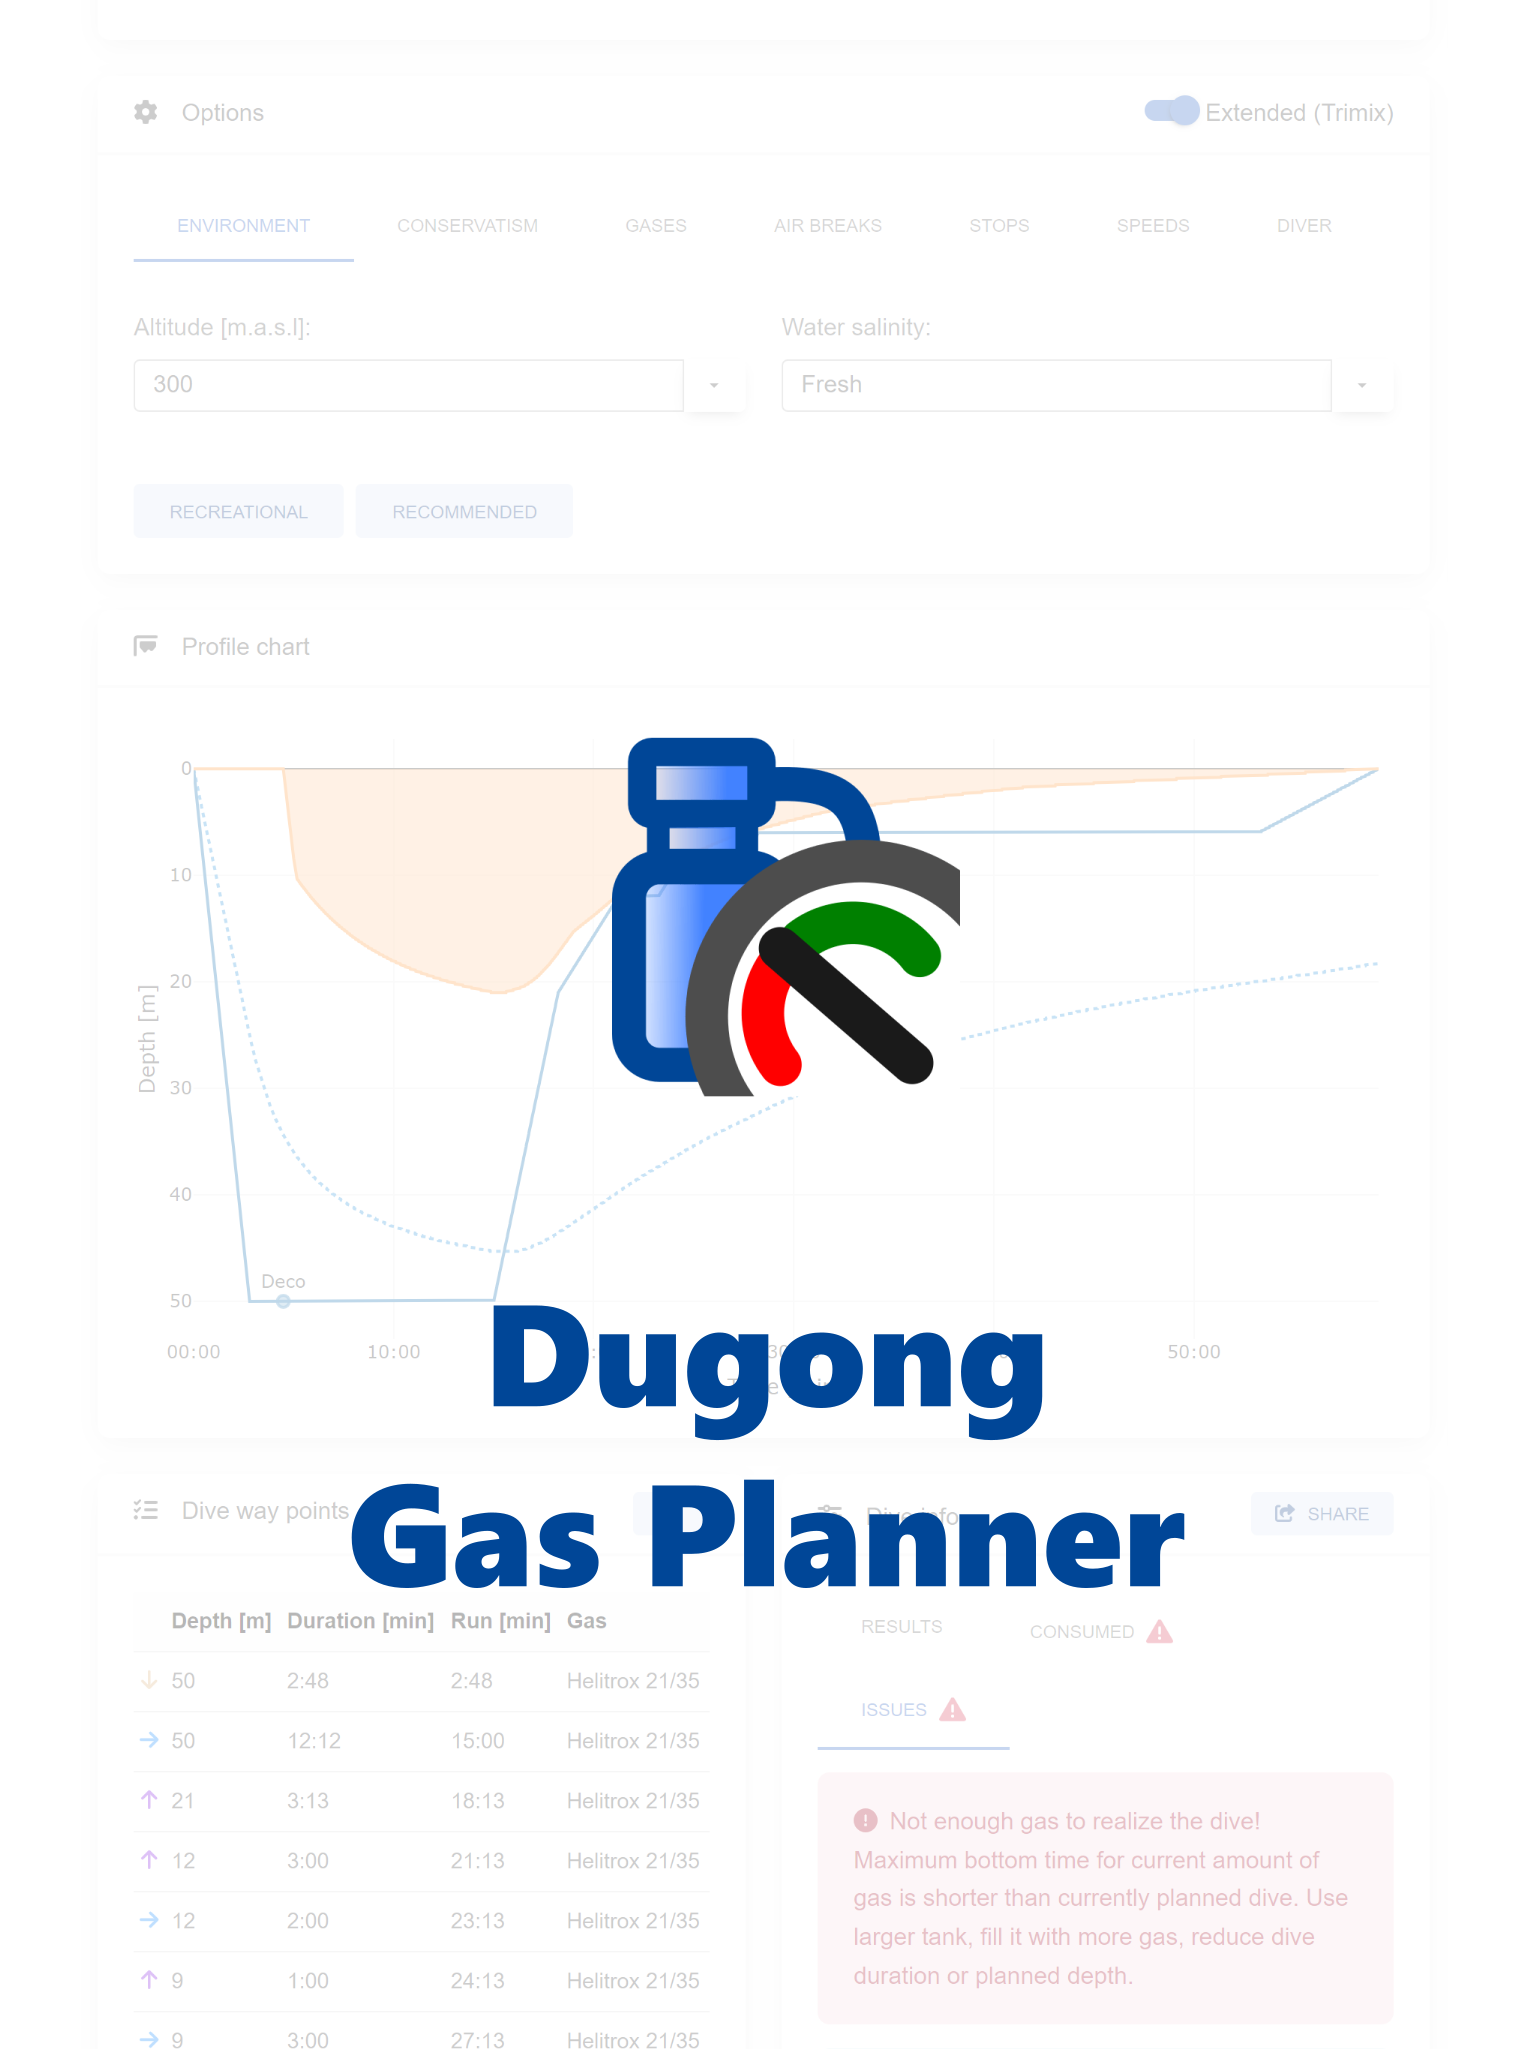 Options
Extended (Trimix)
ENVIRONMENT CONSERVATISM GASES AIR BREAKS STOPS SPEEDS DIVER
Altitude [m.a.s.l]: Water salinity:
300 Fresh
RECREATIONAL RECOMMENDED
Profile chart
0
10
20
30
40
50
Depth [m]
Deco
00:00 10:00 50:00
Dugong
Gas Planner
Dive way points
Dive info
SHARE
Depth [m] Duration [min] Run [min] Gas
50 2:48 2:48 Helitrox 21/35
50 12:12 15:00 Helitrox 21/35
21 3:13 18:13 Helitrox 21/35
12 3:00 21:13 Helitrox 21/35
12 2:00 23:13 Helitrox 21/35
9 1:00 24:13 Helitrox 21/35
9 3:00 27:13 Helitrox 21/35
RESULTS CONSUMED
ISSUES
Not enough gas to realize the dive!
Maximum bottom time for current amount of
gas is shorter than currently planned dive. Use
larger tank, fill it with more gas, reduce dive
duration or planned depth.